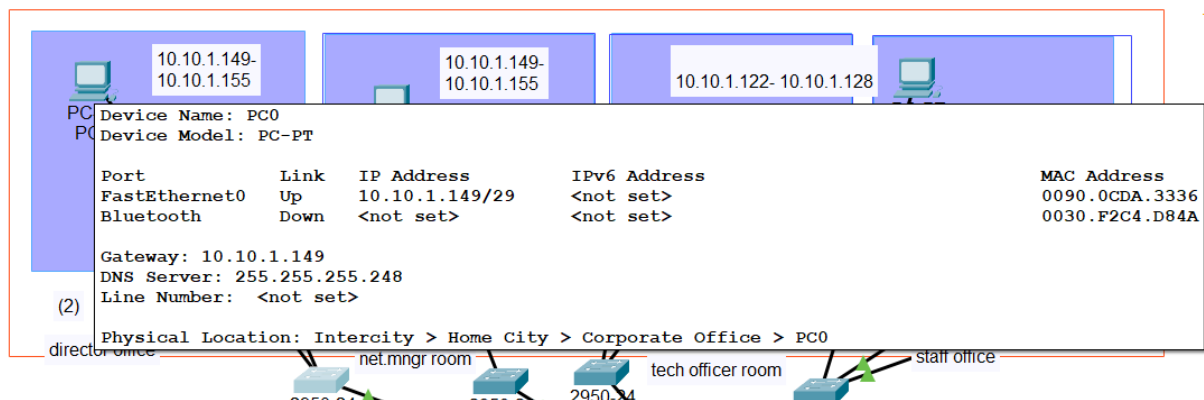 10.10.1.149-
10.10.1.155
10.10.1.149-
10.10.1.155
10.10.1.122- 10.10.1.128
PC
PC
Device Name: PC0
Device Model: PC-PT
Port Link IP Address IPv6 Address MAC Address
FastEthernet0 Up 10.10.1.149/29 <not set> 0090.0CDA.3336
Bluetooth Down <not set> <not set> 0030.F2C4.D84A
Gateway: 10.10.1.149
DNS Server: 255.255.255.248
Line Number: <not set>
Physical Location: Intercity > Home City > Corporate Office > PC0
(2)
director office
net.mngr room
tech officer room
staff office
2950-24
2950-24